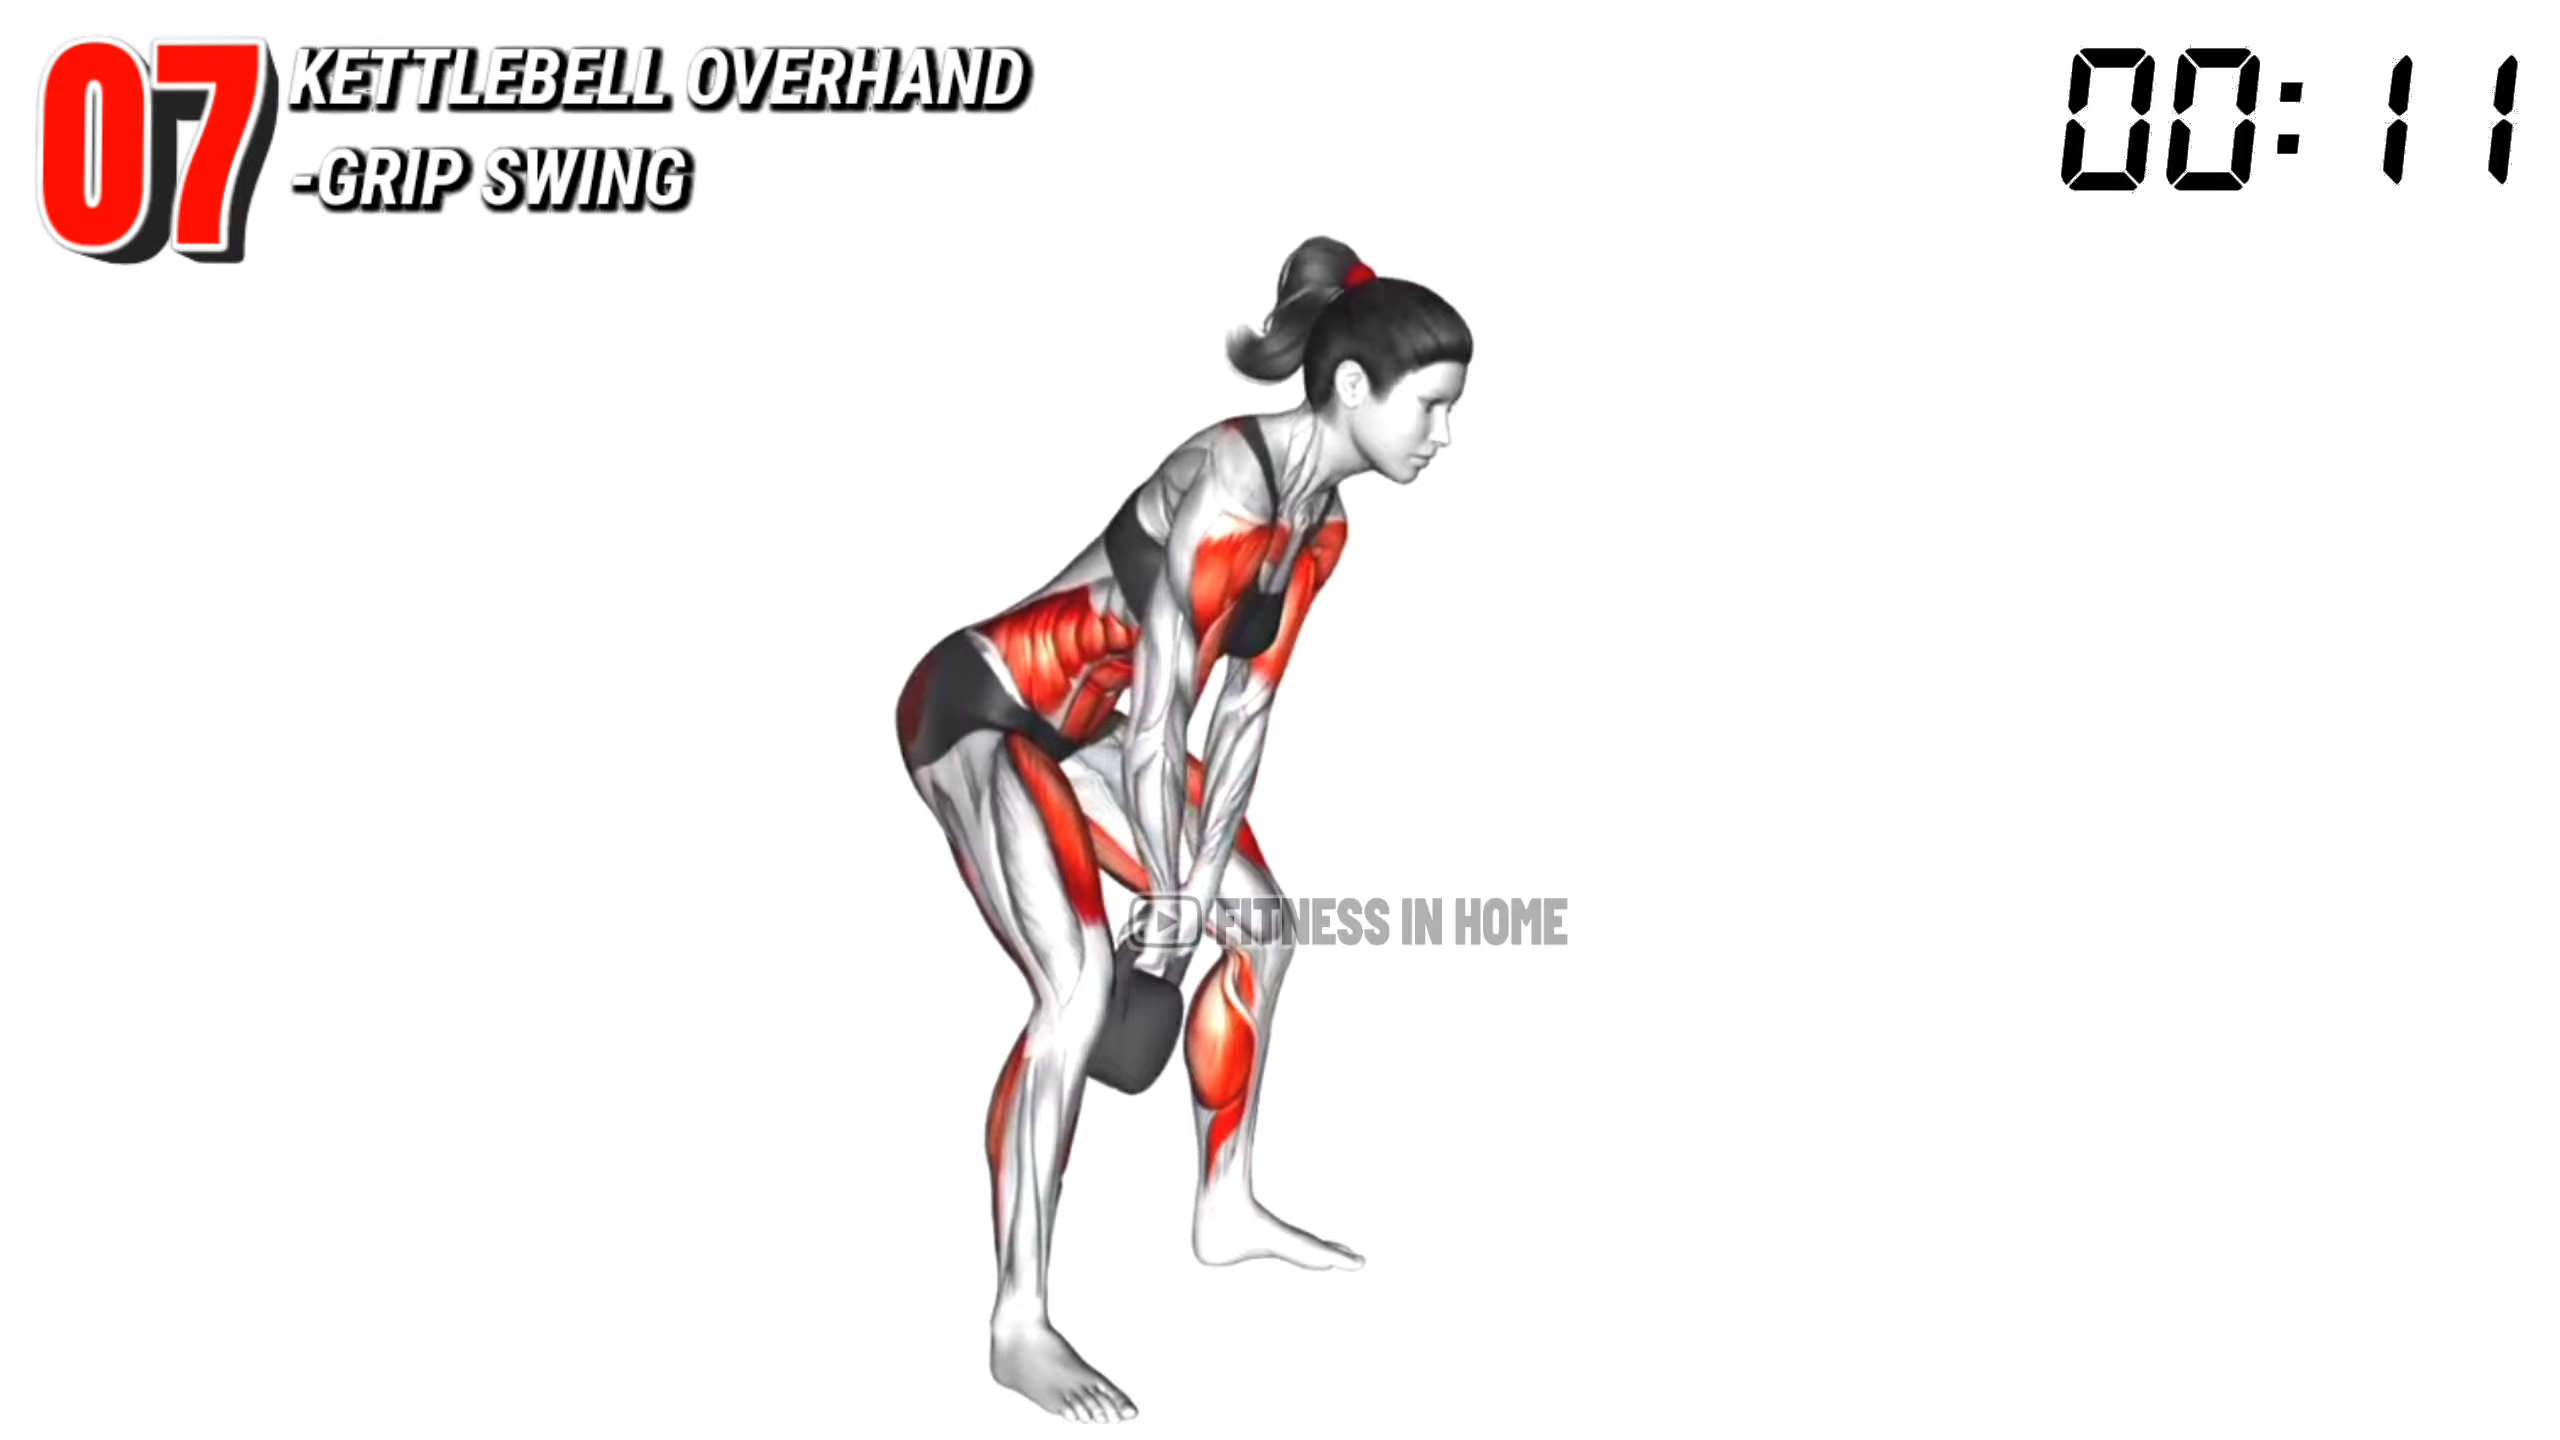 07
KETTLEBELL OVERHAND
-GRIP SWING
00:11
FITNESS IN HOME